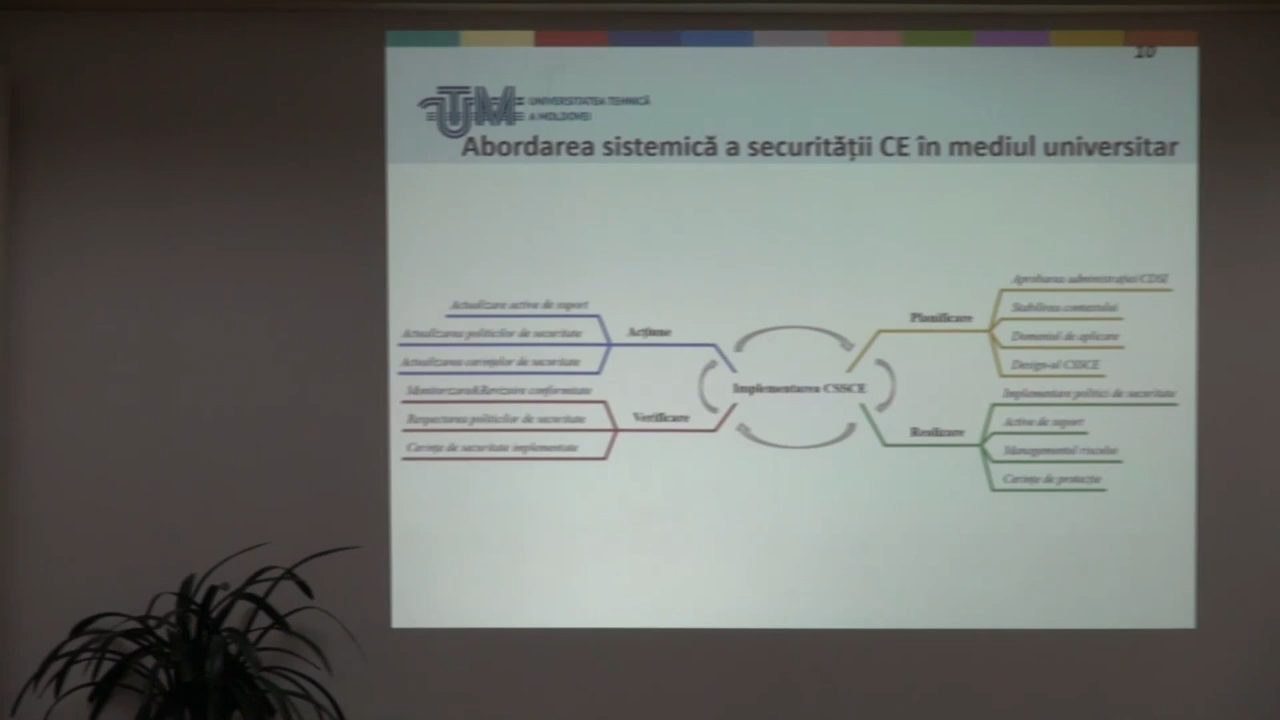 10
UTM UNIVERSITATEA TEHNICĂ
A MOLDOVEI
Abordarea sistemică a securității CE în mediul universitar
Actualizare active de suport
Actualizarea politicilor de securitate
Actualizarea cerințelor de securitate
Acțiune
Monitorizare&Revizuire conformitate
Respectarea politicilor de securitate
Cerințe de securitate implementate
Verificare
Implementarea CSSCE
Planificare
Aprobarea administrației CDSI
Stabilirea contextului
Domeniul de aplicare
Design-ul CSSCE
Realizare
Implementare politici de securitate
Active de suport
Managementul riscului
Cerințe de protecție